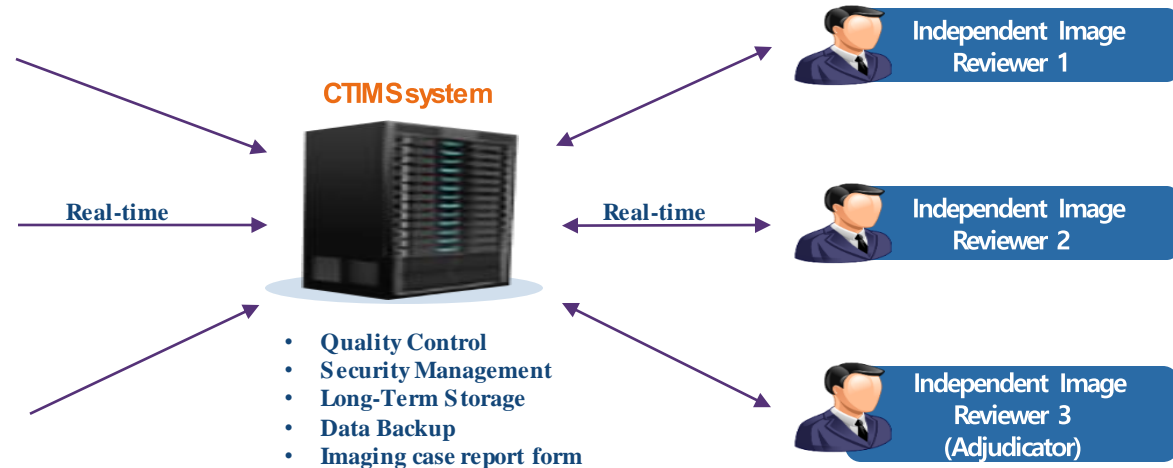 Independent Image
Reviewer 1
CTIMS system
Real-time
Real-time
Independent Image
Reviewer 2
• Quality Control
• Security Management
• Long-Term Storage
• Data Backup
• Imaging case report form
Independent Image
Reviewer 3
(Adjudicator)